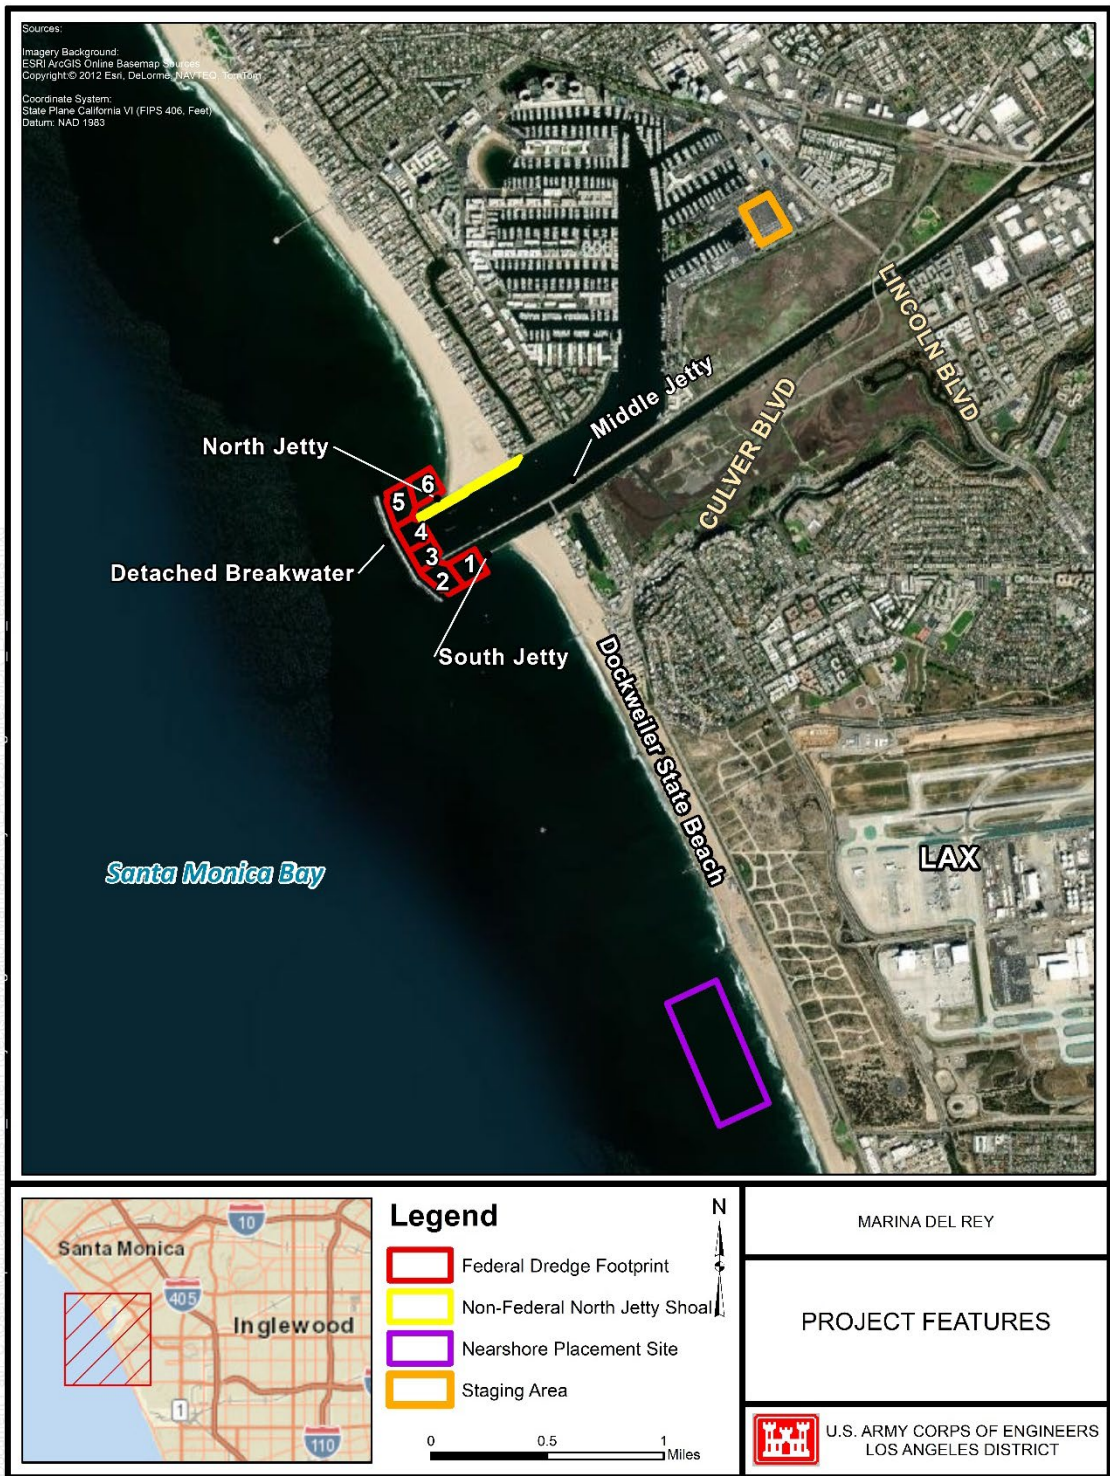 Sources:
Imagery Background:
ESRI ArcGIS Online Basemap Sources
Copyright:© 2012 Esri, DeLorme, NAVTEQ, TomTom
Coordinate System:
State Plane California VI (FIPS 406, Feet)
Datum: NAD 1983
LINCOLN BLVD
Middle Jetty
CULVER BLVD
North Jetty
6
5
4
3
1
2
Detached Breakwater
South Jetty
Dockweiler State Beach
LAX
Santa Monica Bay
10
Santa Monica
405
Inglewood
1
110
Legend
N
Federal Dredge Footprint
Non-Federal North Jetty Shoal
Nearshore Placement Site
Staging Area
0 0.5 1
Miles
MARINA DEL REY
PROJECT FEATURES
U.S. ARMY CORPS OF ENGINEERS
LOS ANGELES DISTRICT